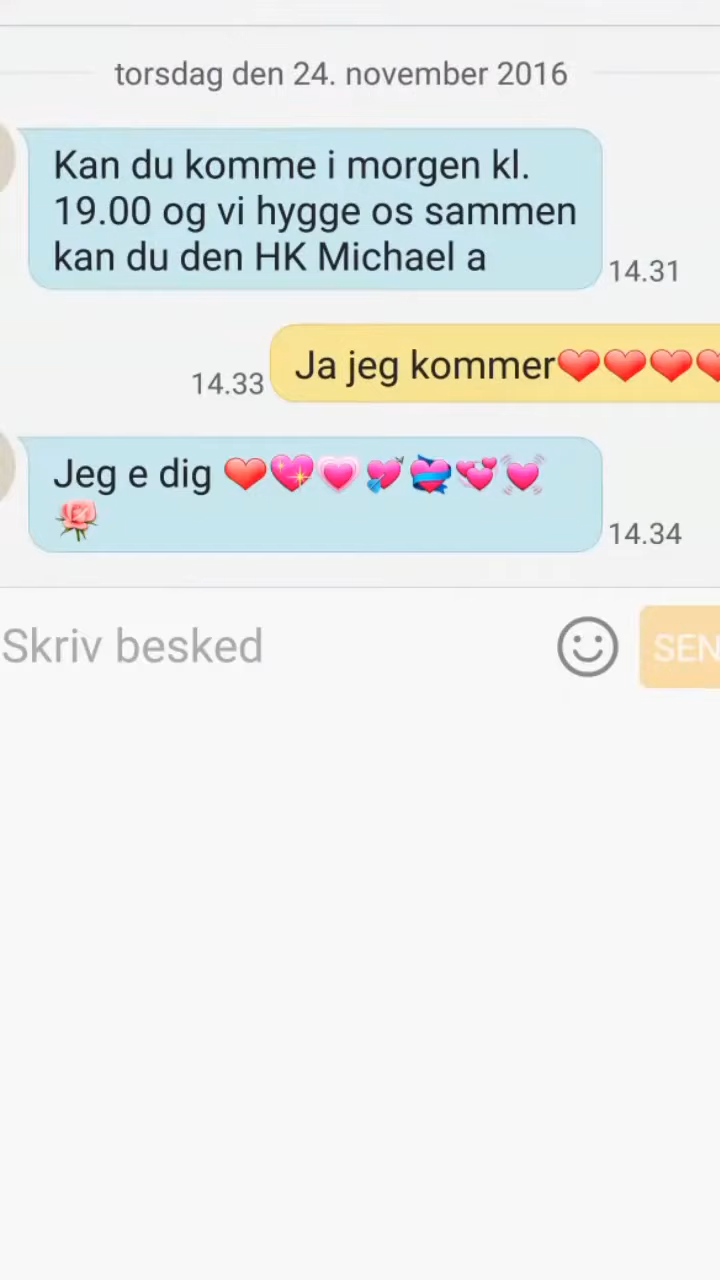 torsdag den 24. november 2016
Kan du komme i morgen kl.
19.00 og vi hygge os sammen
kan du den HK Michael a
14.31
14.33
Ja jeg kommer❤❤❤❤
Jeg e dig ❤💖💗💘💝💞💓
🌹
14.34
Skriv besked
SEN